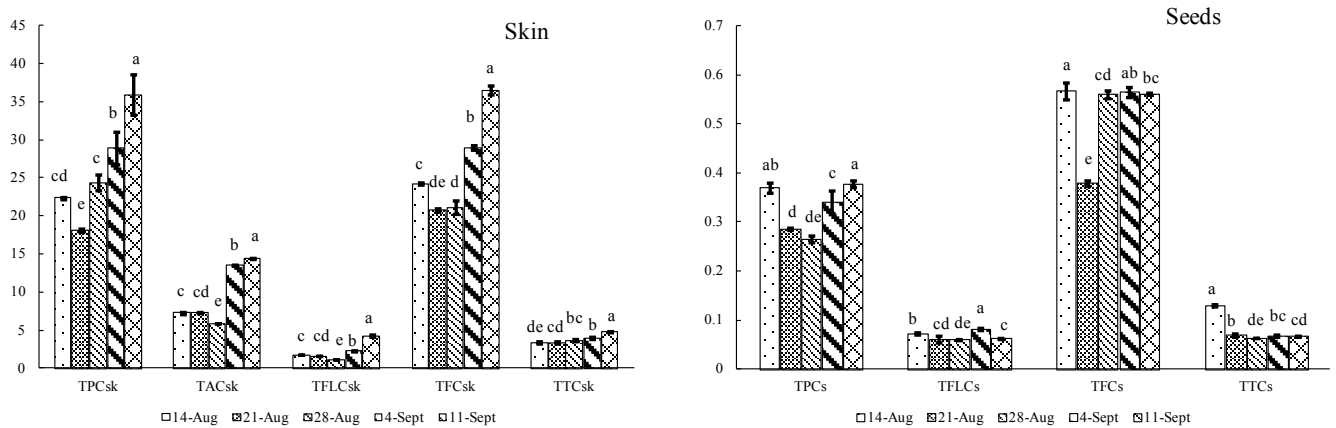 Skin
45
40
35
30
25
20
15
10
5
0
cd e c b a
c cd e b a
c cd e b a
c de d b a
de cd bc b a
TPCsk TACsk TFLCsk TFCsk TTCsk
14-Aug 21-Aug 28-Aug 4-Sept 11-Sept
Seeds
0.7
0.6
0.5
0.4
0.3
0.2
0.1
0
ab d de c a
b cd de a c
a e cd ab bc
a b de bc cd
TPCs TFLCs TFCs TTCs
14-Aug 21-Aug 28-Aug 4-Sept 11-Sept